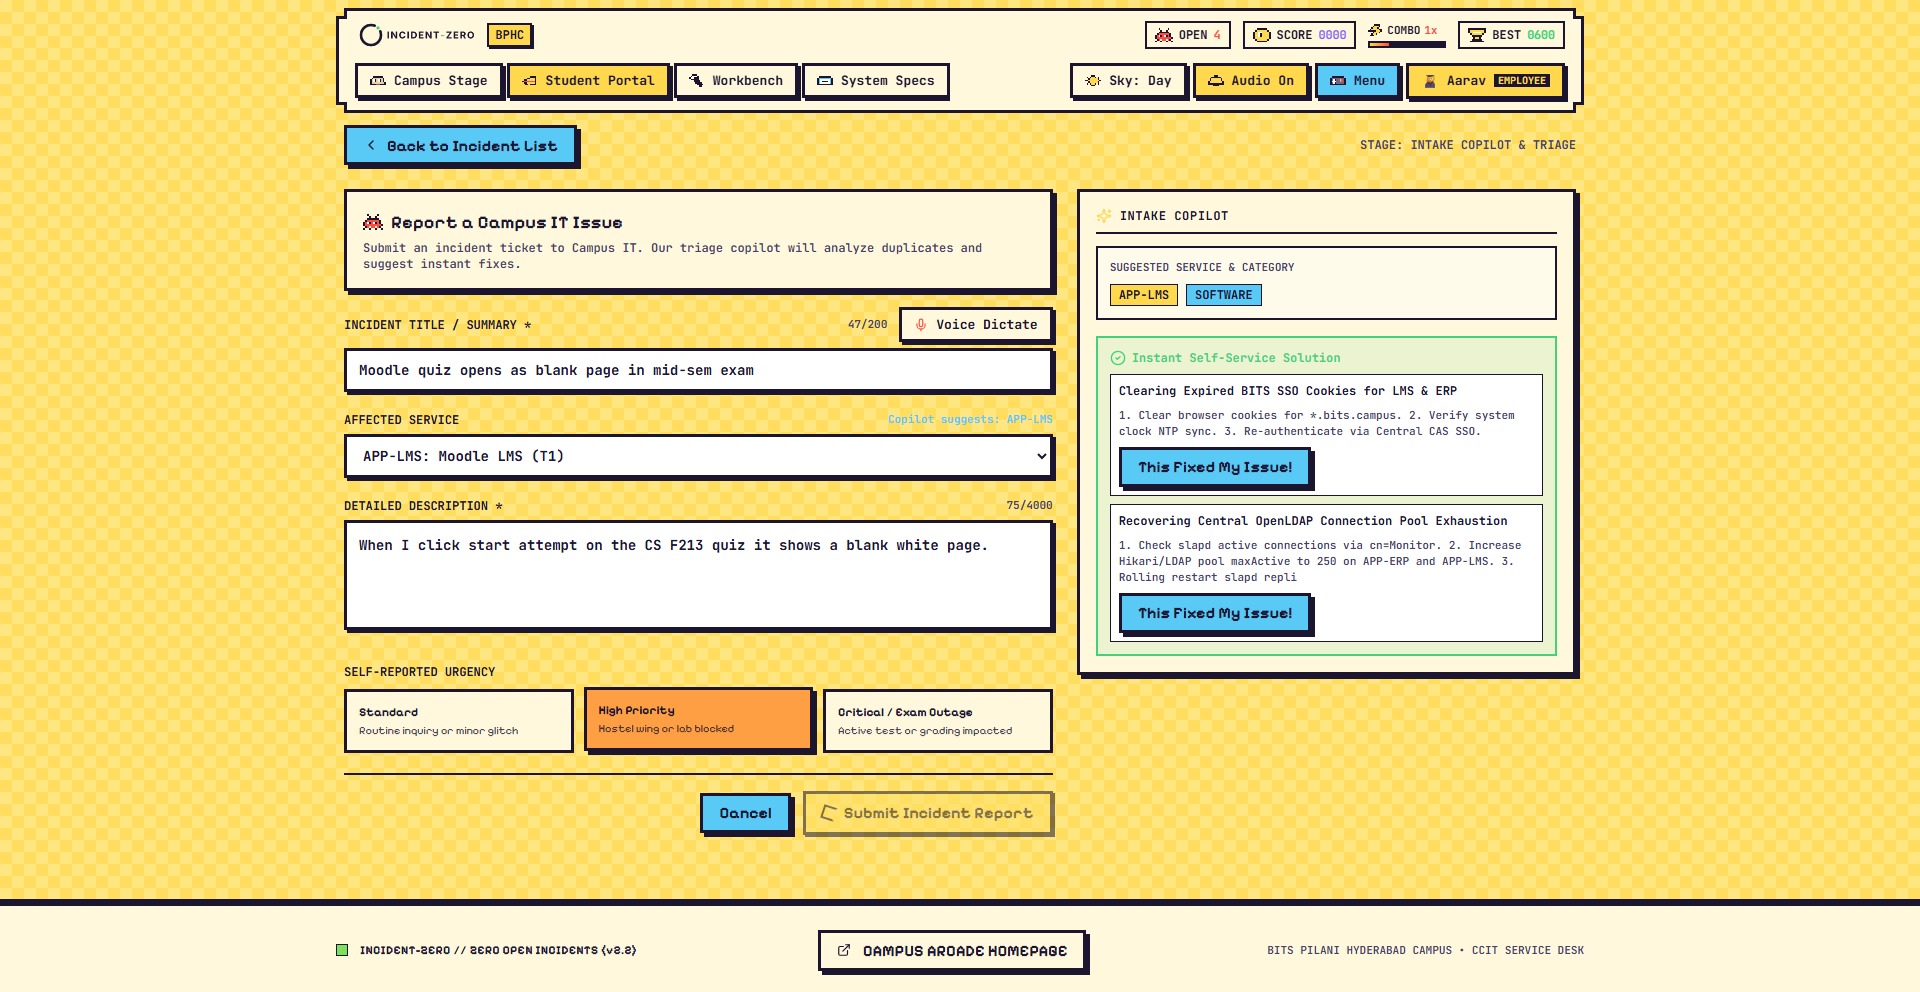 INCIDENT-ZERO BPHC OPEN 4 SCORE 0000 COMBO 1x BEST 0600
Campus Stage Student Portal Workbench System Specs Sky: Day Audio On Menu Aarav EMPLOYEE
Back to Incident List STAGE: INTAKE COPILOT & TRIAGE
Report a Campus IT Issue
Submit an incident ticket to Campus IT. Our triage copilot will analyze duplicates and
suggest instant fixes.
INCIDENT TITLE / SUMMARY * 47/200 Voice Dictate
Moodle quiz opens as blank page in mid-sem exam
AFFECTED SERVICE Copilot suggests: APP-LMS
APP-LMS: Moodle LMS (T1)
DETAILED DESCRIPTION * 75/4000
When I click start attempt on the CS F213 quiz it shows a blank white page.
SELF-REPORTED URGENCY
Standard
Routine inquiry or minor glitch
High Priority
Hostel wing or lab blocked
Critical / Exam Outage
Active test or grading impacted
Cancel Submit Incident Report
INTAKE COPILOT
SUGGESTED SERVICE & CATEGORY
APP-LMS SOFTWARE
Instant Self-Service Solution
Clearing Expired BITS SSO Cookies for LMS & ERP
1. Clear browser cookies for *.bits.campus. 2. Verify system
clock NTP sync. 3. Re-authenticate via Central CAS SSO.
This Fixed My Issue!
Recovering Central OpenLDAP Connection Pool Exhaustion
1. Check slapd active connections via cn=Monitor. 2. Increase
Hikari/LDAP pool maxActive to 250 on APP-ERP and APP-LMS. 3.
Rolling restart slapd repli
This Fixed My Issue!
INCIDENT-ZERO // ZERO OPEN INCIDENTS (v2.2) CAMPUS ARCADE HOMEPAGE BITS PILANI HYDERABAD CAMPUS • CCIT SERVICE DESK